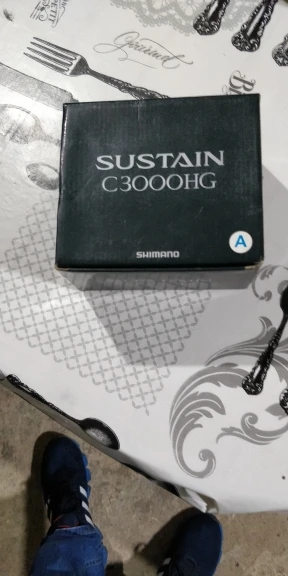 Gourmet
SUSTAIN
C3000HG
A
SHIMANO